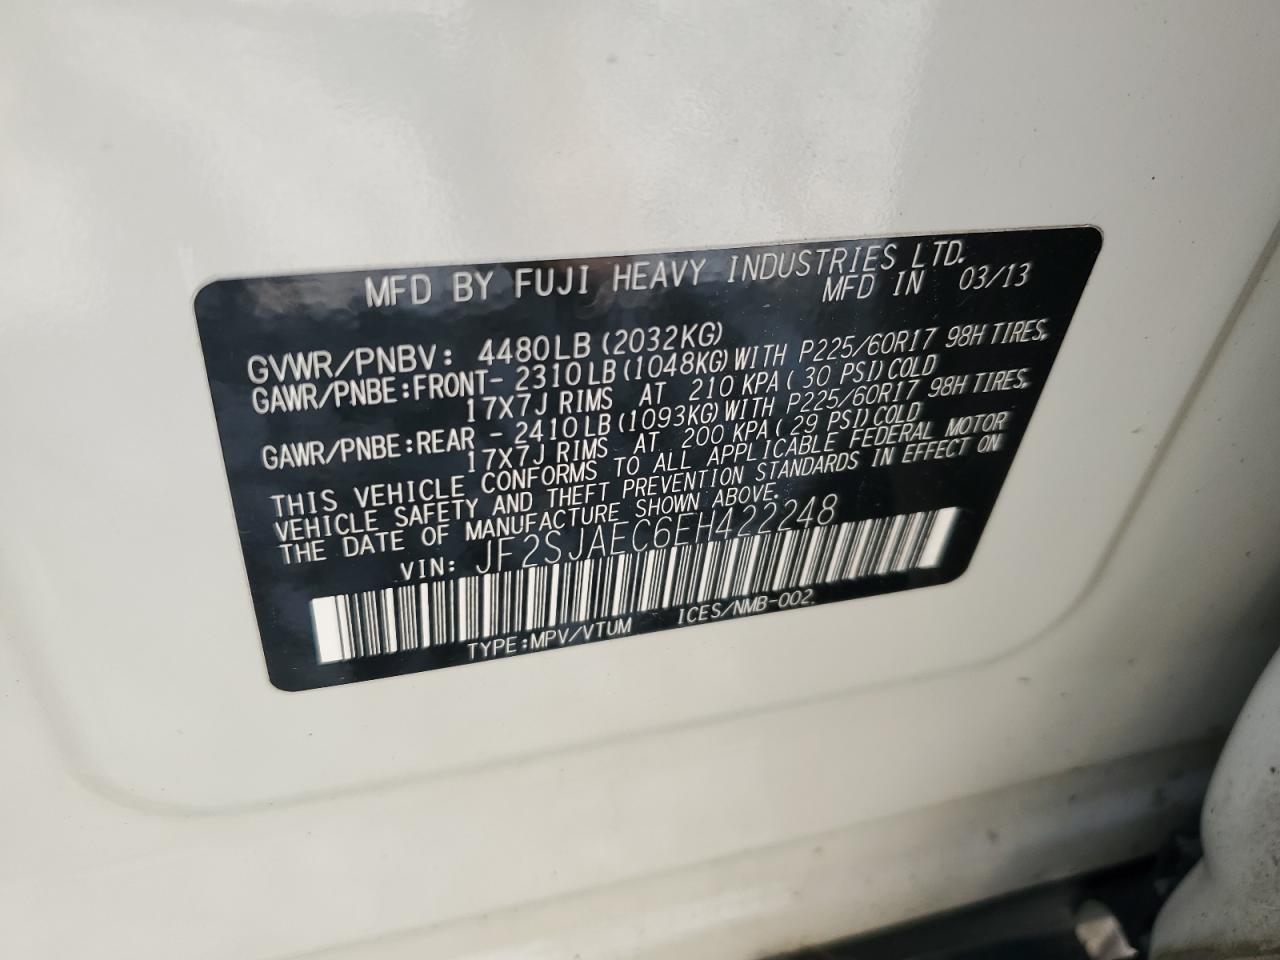 MFD BY FUJI HEAVY INDUSTRIES LTD.
MFD IN 03/13
GVWR/PNBV: 4480LB (2032KG)
GAWR/PNBE:FRONT- 2310LB (1048KG) WITH P225/60R17 98H TIRES,
17X7J RIMS AT 210 KPA( 30 PSI) COLD
GAWR/PNBE:REAR - 2410LB (1093KG) WITH P225/60R17 98H TIRES,
17X7J RIMS AT 200 KPA( 29 PSI) COLD
THIS VEHICLE CONFORMS TO ALL APPLICABLE FEDERAL MOTOR
VEHICLE SAFETY AND THEFT PREVENTION STANDARDS IN EFFECT ON
THE DATE OF MANUFACTURE SHOWN ABOVE.
VIN: JF2SJAEC6EH422248
TYPE:MPV/VTUM ICES/NMB-002.